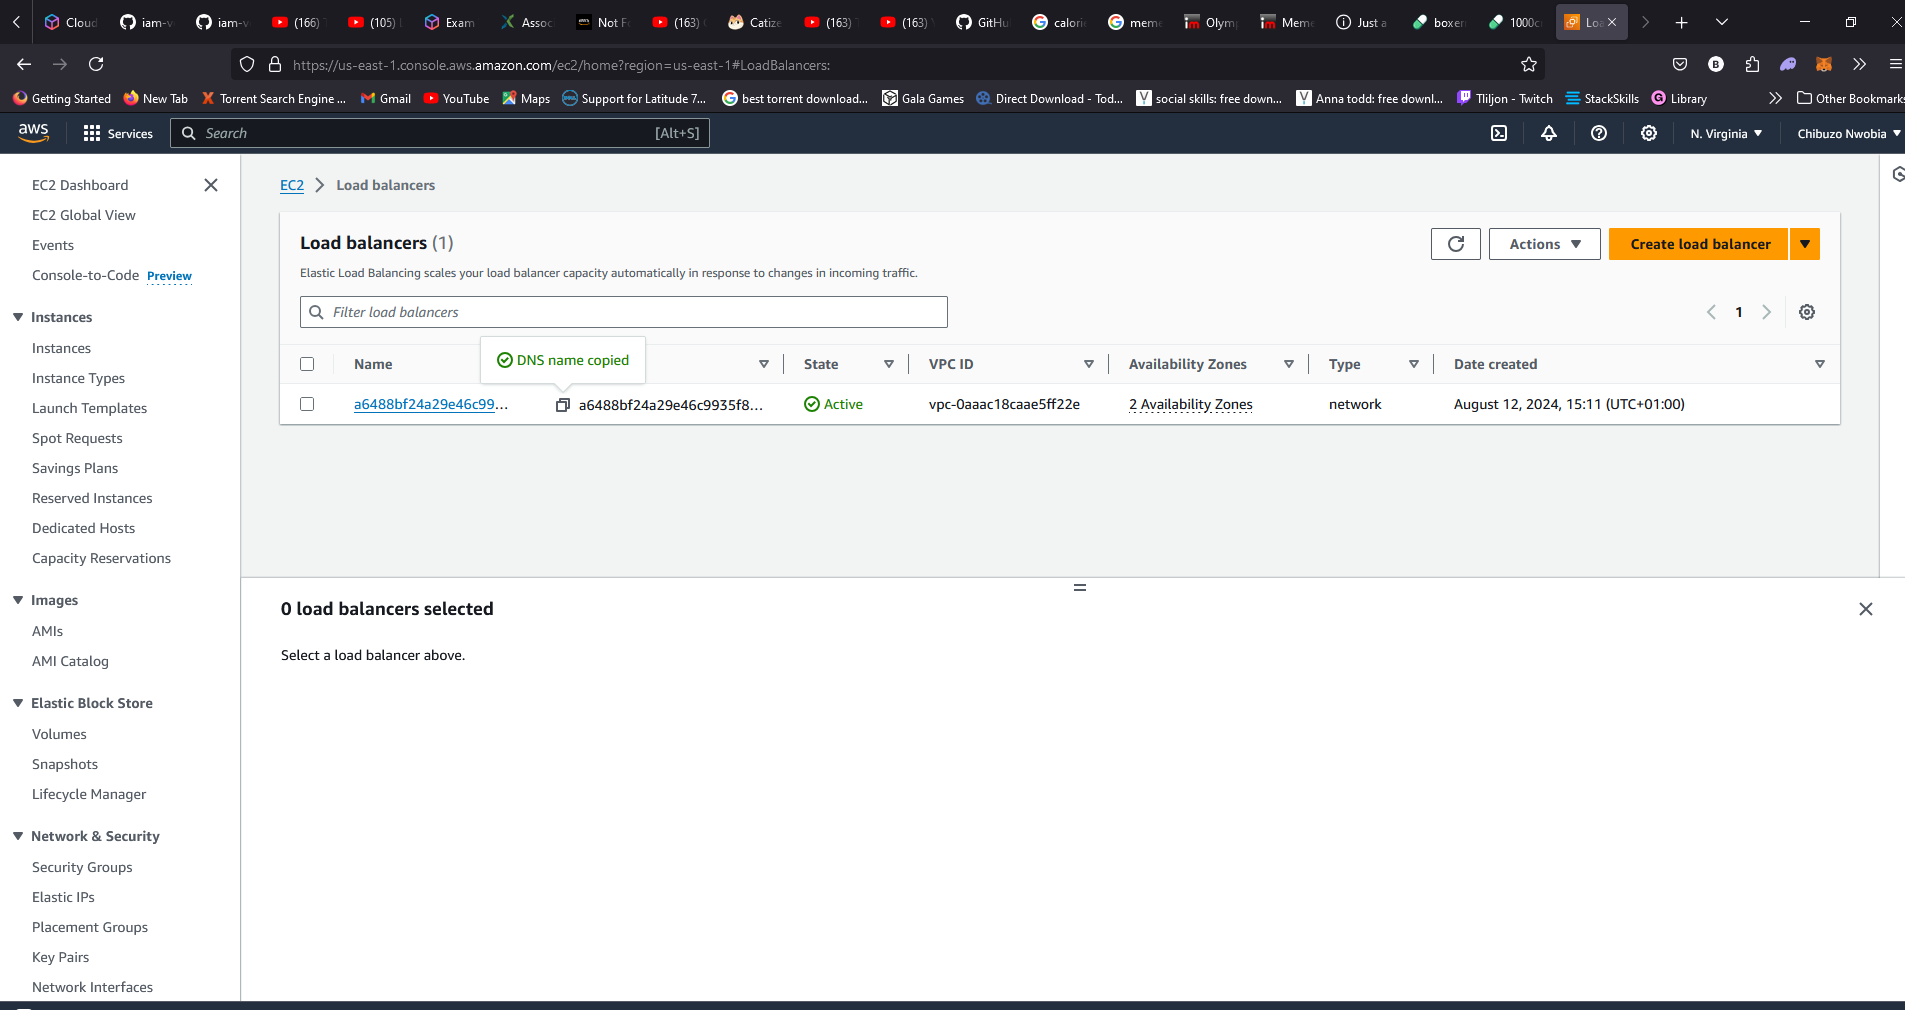 Cloud
iam-v
iam-v
(166) T
(105) L
Exam
Assoc
Not F
(163) C
Catize
(163) T
(163) Y
GitHu
calorie
meme
Olymp
Meme
Just a
boxer
1000c
Loa
https://us-east-1.console.aws.amazon.com/ec2/home?region=us-east-1#LoadBalancers:
Getting Started
New Tab
Torrent Search Engine ...
Gmail
YouTube
Maps
Support for Latitude 7...
best torrent download...
Gala Games
Direct Download - Tod...
social skills: free down...
Anna todd: free downl...
Tliljon - Twitch
StackSkills
Library
Other Bookmarks
aws
Services
Search
[Alt+S]
N. Virginia
Chibuzo Nwobia
EC2 Dashboard
EC2 Global View
Events
Console-to-Code Preview
Instances
Instances
Instance Types
Launch Templates
Spot Requests
Savings Plans
Reserved Instances
Dedicated Hosts
Capacity Reservations
Images
AMIs
AMI Catalog
Elastic Block Store
Volumes
Snapshots
Lifecycle Manager
Network & Security
Security Groups
Elastic IPs
Placement Groups
Key Pairs
Network Interfaces
EC2
Load balancers
Load balancers (1)
Actions
Create load balancer
Elastic Load Balancing scales your load balancer capacity automatically in response to changes in incoming traffic.
Filter load balancers
1
DNS name copied
Name
State
VPC ID
Availability Zones
Type
Date created
a6488bf24a29e46c99...
a6488bf24a29e46c9935f8...
Active
vpc-0aaac18caae5ff22e
2 Availability Zones
network
August 12, 2024, 15:11 (UTC+01:00)
0 load balancers selected
Select a load balancer above.